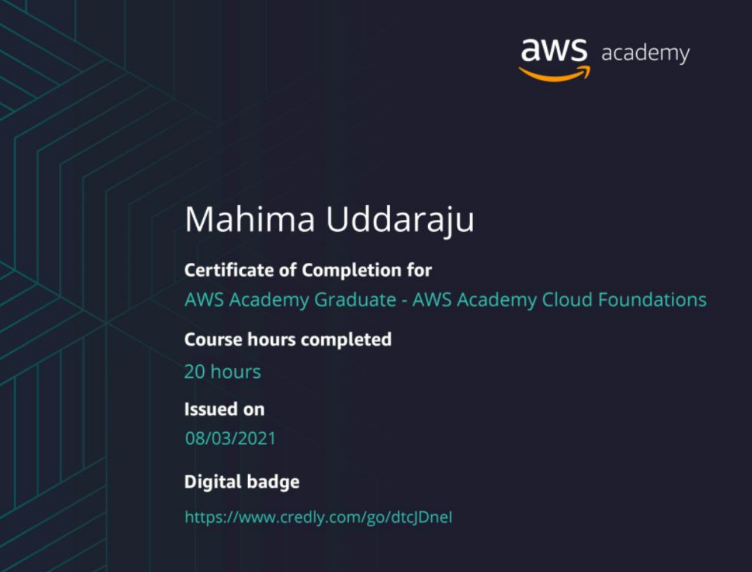 aws academy
Mahima Uddaraju
Certificate of Completion for
AWS Academy Graduate - AWS Academy Cloud Foundations
Course hours completed
20 hours
Issued on
08/03/2021
Digital badge
https://www.credly.com/go/dtcJDneI